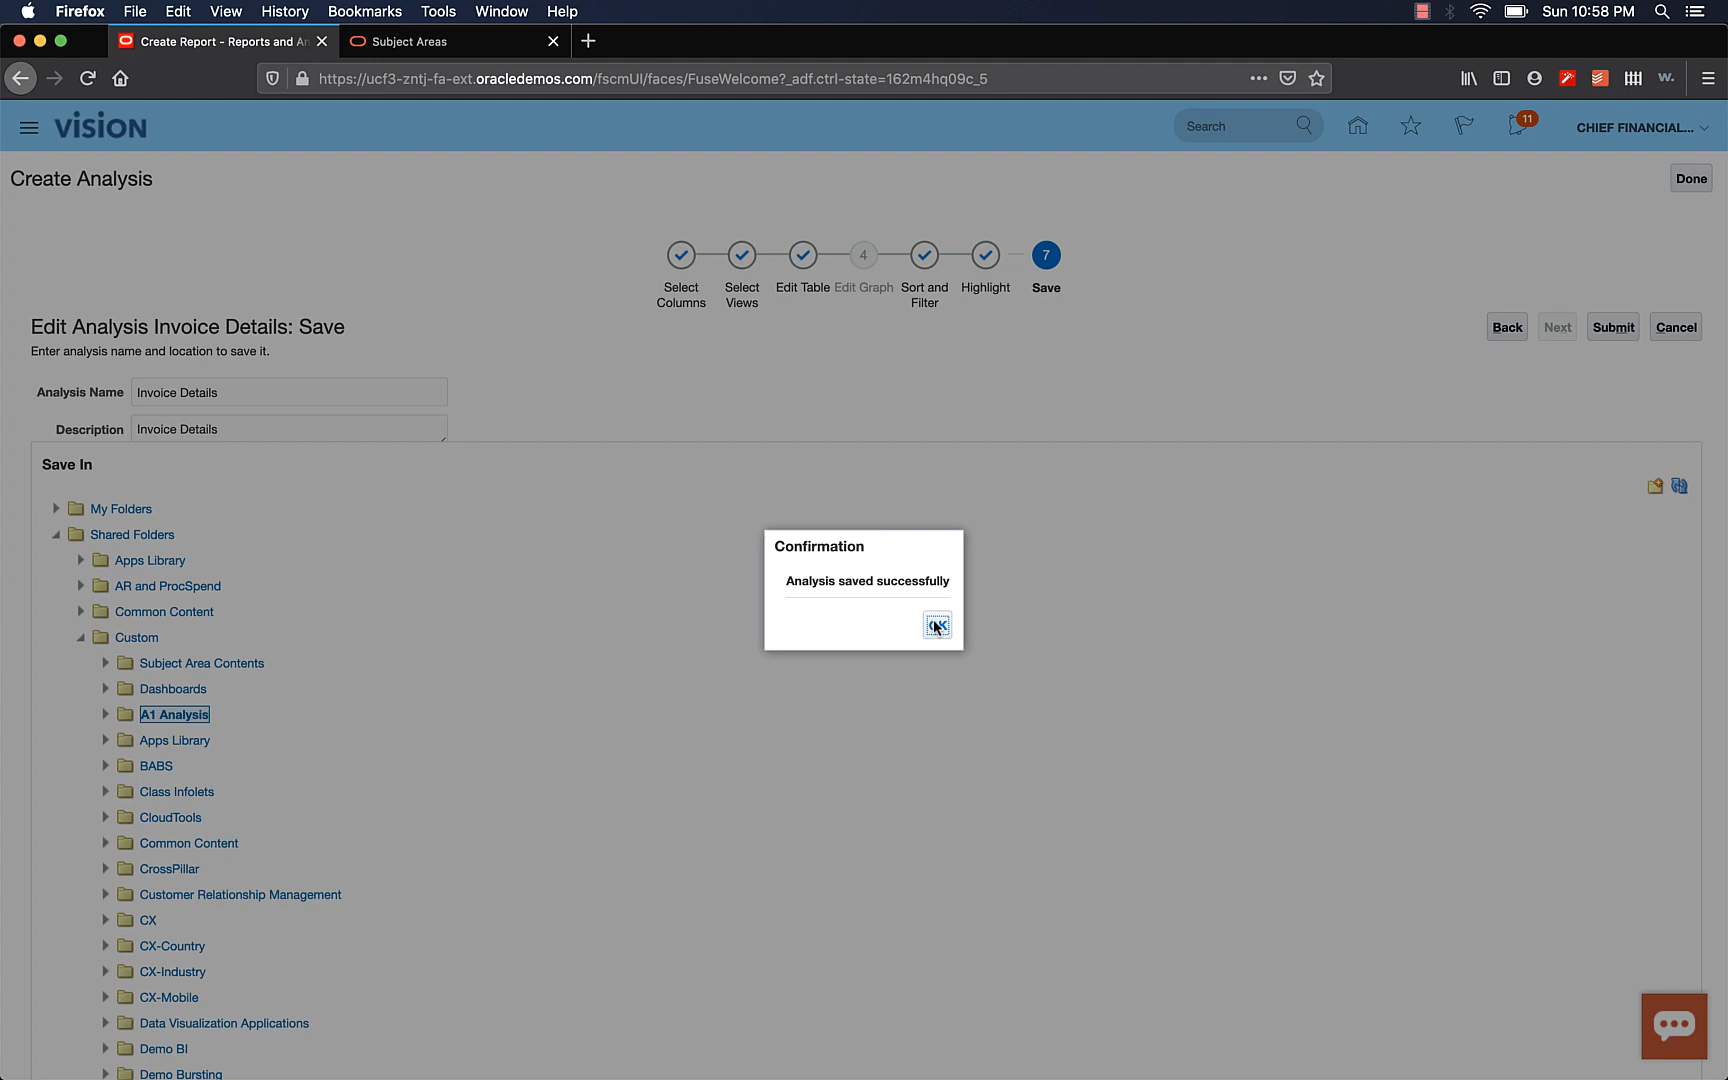 Firefox File Edit View History Bookmarks Tools Window Help Sun 10:58 PM
Create Report - Reports and An Subject Areas
https://ucf3-zntj-fa-ext.oracledemos.com/fscmUI/faces/FuseWelcome?_adf.ctrl-state=162m4hq09c_5 w.
VISION Search 11 CHIEF FINANCIAL...
Create Analysis Done
4 7
Select Columns
Select Views
Edit Table
Edit Graph
Sort and Filter
Highlight
Save
Edit Analysis Invoice Details: Save Back Next Submit Cancel
Enter analysis name and location to save it.
Analysis Name Invoice Details
Description Invoice Details
Save In
My Folders
Shared Folders
Apps Library
AR and ProcSpend
Common Content
Custom
Subject Area Contents
Dashboards
A1 Analysis
Apps Library
BABS
Class Infolets
CloudTools
Common Content
CrossPillar
Customer Relationship Management
CX
CX-Country
CX-Industry
CX-Mobile
Data Visualization Applications
Demo BI
Demo Bursting
Confirmation
Analysis saved successfully
OK